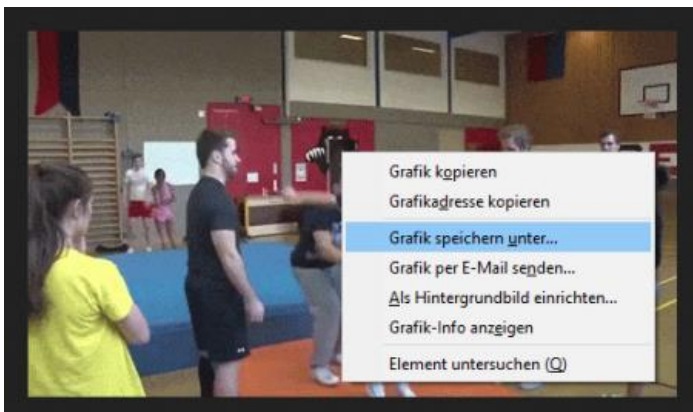 Grafik kopieren
Grafikadresse kopieren
Grafik speichern unter...
Grafik per E-Mail senden...
Als Hintergrundbild einrichten...
Grafik-Info anzeigen
Element untersuchen (Q)